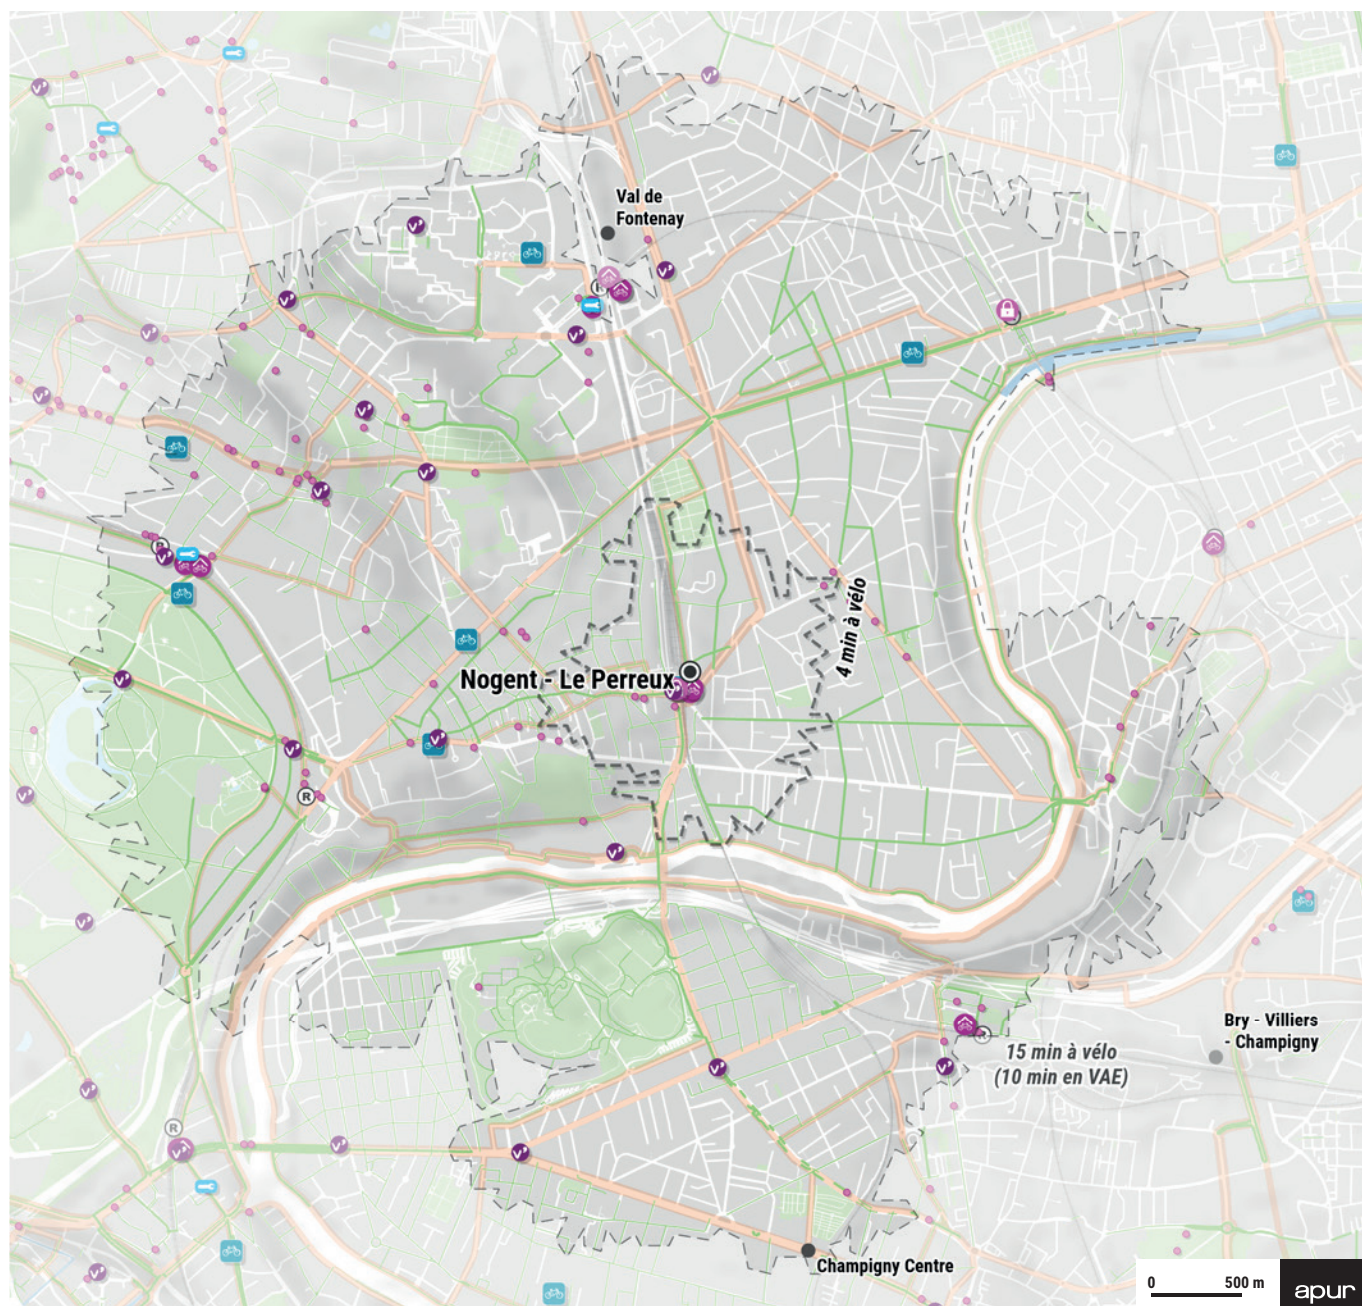 Val de
Fontenay
R
R
4 min à vélo
Nogent - Le Perreux
R
Bry - Villiers
- Champigny
R
15 min à vélo
(10 min en VAE)
R
Champigny Centre
0 500 m
apur